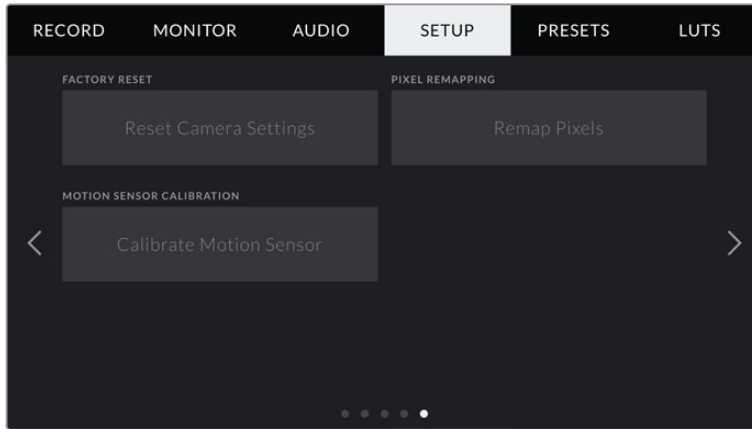 RECORD MONITOR AUDIO SETUP PRESETS LUTS
FACTORY RESET PIXEL REMAPPING
Reset Camera Settings Remap Pixels
MOTION SENSOR CALIBRATION
Calibrate Motion Sensor